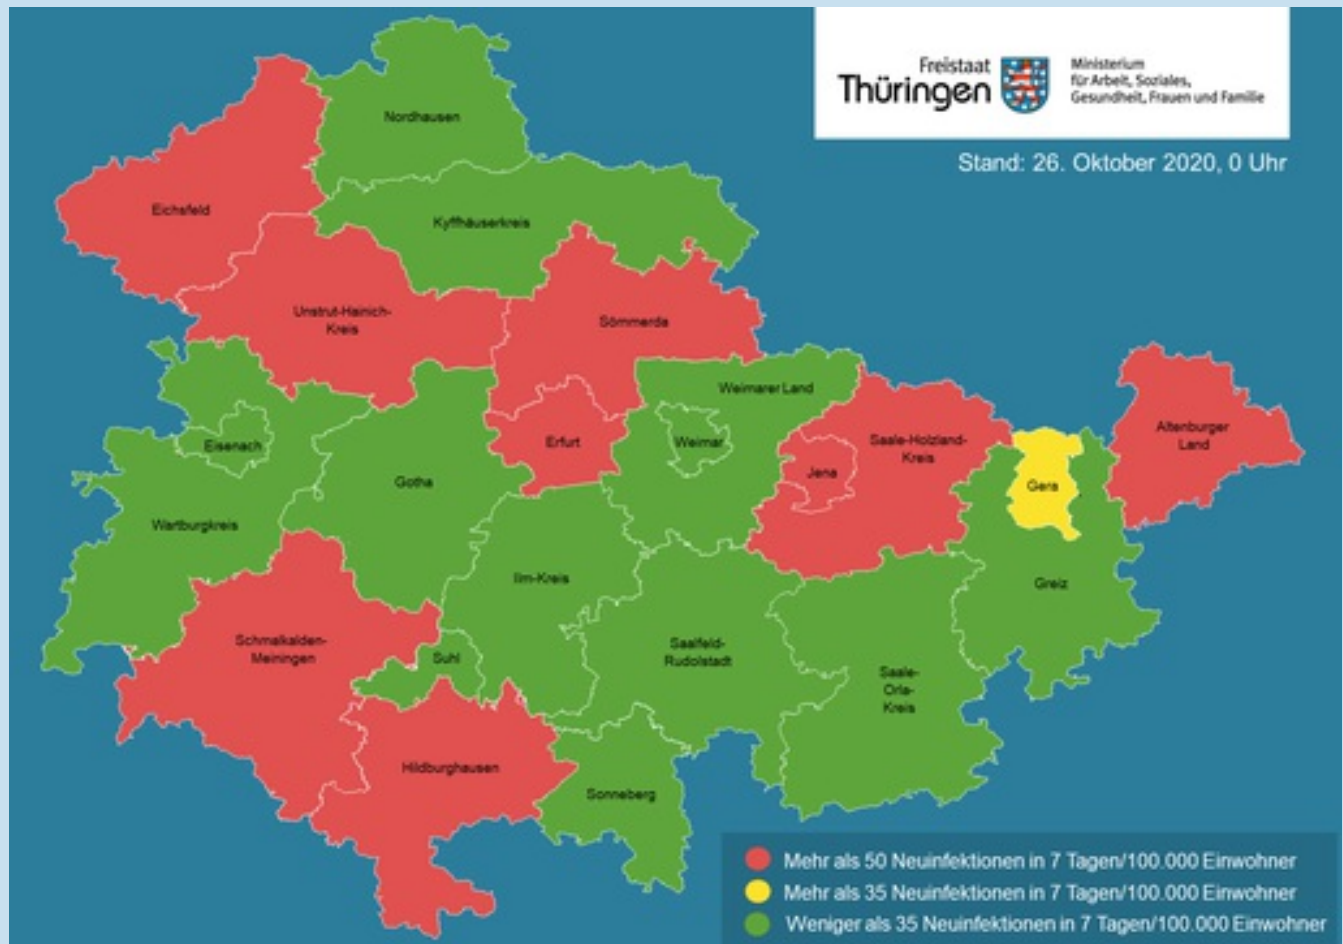 Freistaat
Thüringen
Ministerium
für Arbeit, Soziales,
Gesundheit, Frauen und Familie
Stand: 26. Oktober 2020, 0 Uhr
Nordhausen
Eichsfeld
Kyffhäuserkreis
Unstrut-Hainich-
Kreis
Sömmerda
Weimarer Land
Eisenach
Erfurt
Weimar
Jena
Saale-Holzland-
Kreis
Altenburger
Land
Gotha
Gera
Wartburgkreis
Ilm-Kreis
Greiz
Schmalkalden-
Meiningen
Suhl
Saalfeld-
Rudolstadt
Saale-
Orla-
Kreis
Hildburghausen
Sonneberg
Mehr als 50 Neuinfektionen in 7 Tagen/100.000 Einwohner
Mehr als 35 Neuinfektionen in 7 Tagen/100.000 Einwohner
Weniger als 35 Neuinfektionen in 7 Tagen/100.000 Einwohner